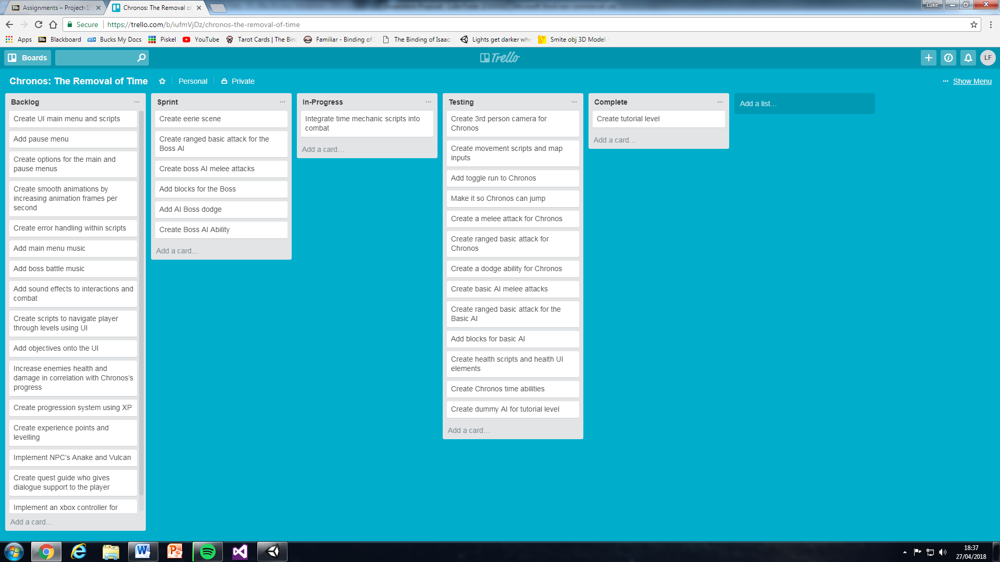 Assignments – Project-17
Chronos: The Removal of
Luke
Secure
https://trello.com/b/iufmVjDz/chronos-the-removal-of-time
Apps
Blackboard
Bucks My Docs
Piskel
YouTube
Tarot Cards | The Bin
Familiar - Binding of I
The Binding of Isaac:
Lights get darker whe
Smite obj 3D Model -
Boards
Trello
LF
Chronos: The Removal of Time
Personal
Private
... Show Menu
Backlog
Create UI main menu and scripts
Add pause menu
Create options for the main and
pause menus
Create smooth animations by
increasing animation frames per
second
Create error handling within scripts
Add main menu music
Add boss battle music
Add sound effects to interactions and
combat
Create scripts to navigate player
through levels using UI
Add objectives onto the UI
Increase enemies health and
damage in correlation with Chronos's
progress
Create progression system using XP
Create experience points and
levelling
Implement NPC's Anake and Vulcan
Create quest guide who gives
dialogue support to the player
Implement an xbox controller for
Add a card...
Sprint
Create eerie scene
Create ranged basic attack for the
Boss AI
Create boss AI melee attacks
Add blocks for the Boss
Add AI Boss dodge
Create Boss AI Ability
Add a card...
In-Progress
Integrate time mechanic scripts into
combat
Add a card...
Testing
Create 3rd person camera for
Chronos
Create movement scripts and map
inputs
Add toggle run to Chronos
Make it so Chronos can jump
Create a melee attack for Chronos
Create ranged basic attack for
Chronos
Create a dodge ability for Chronos
Create basic AI melee attacks
Create ranged basic attack for the
Basic AI
Add blocks for basic AI
Create health scripts and health UI
elements
Create Chronos time abilities
Create dummy AI for tutorial level
Add a card...
Complete
Create tutorial level
Add a card...
Add a list...
18:37
27/04/2018